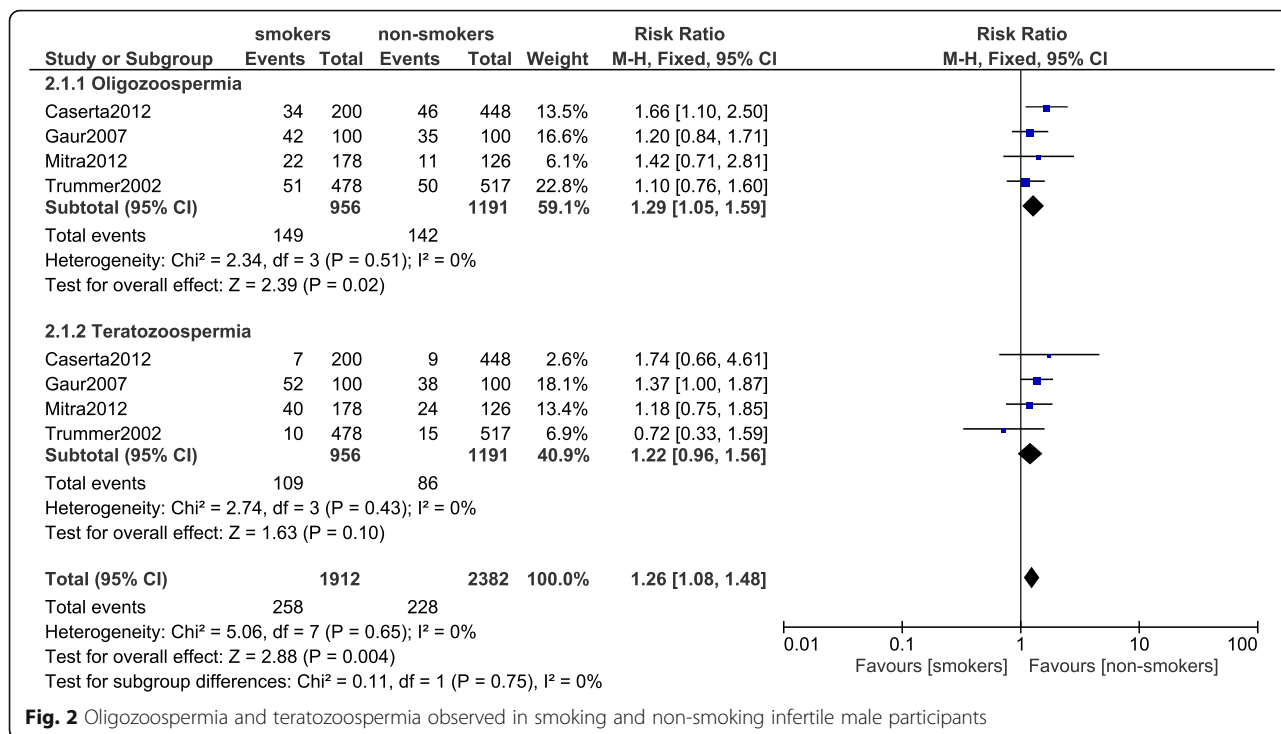 smokers non-smokers Risk Ratio Risk Ratio
Study or Subgroup Events Total Events Total Weight M-H, Fixed, 95% CI M-H, Fixed, 95% CI
2.1.1 Oligozoospermia
Caserta2012 34 200 46 448 13.5% 1.66 [1.10, 2.50]
Gaur2007 42 100 35 100 16.6% 1.20 [0.84, 1.71]
Mitra2012 22 178 11 126 6.1% 1.42 [0.71, 2.81]
Trummer2002 51 478 50 517 22.8% 1.10 [0.76, 1.60]
Subtotal (95% CI) 956 1191 59.1% 1.29 [1.05, 1.59]
Total events 149 142
Heterogeneity: Chi² = 2.34, df = 3 (P = 0.51); I² = 0%
Test for overall effect: Z = 2.39 (P = 0.02)
2.1.2 Teratozoospermia
Caserta2012 7 200 9 448 2.6% 1.74 [0.66, 4.61]
Gaur2007 52 100 38 100 18.1% 1.37 [1.00, 1.87]
Mitra2012 40 178 24 126 13.4% 1.18 [0.75, 1.85]
Trummer2002 10 478 15 517 6.9% 0.72 [0.33, 1.59]
Subtotal (95% CI) 956 1191 40.9% 1.22 [0.96, 1.56]
Total events 109 86
Heterogeneity: Chi² = 2.74, df = 3 (P = 0.43); I² = 0%
Test for overall effect: Z = 1.63 (P = 0.10)
Total (95% CI) 1912 2382 100.0% 1.26 [1.08, 1.48]
Total events 258 228
Heterogeneity: Chi² = 5.06, df = 7 (P = 0.65); I² = 0%
Test for overall effect: Z = 2.88 (P = 0.004)
Test for subgroup differences: Chi² = 0.11, df = 1 (P = 0.75), I² = 0%
0.01 0.1 1 10 100
Favours [smokers] Favours [non-smokers]
Fig. 2 Oligozoospermia and teratozoospermia observed in smoking and non-smoking infertile male participants